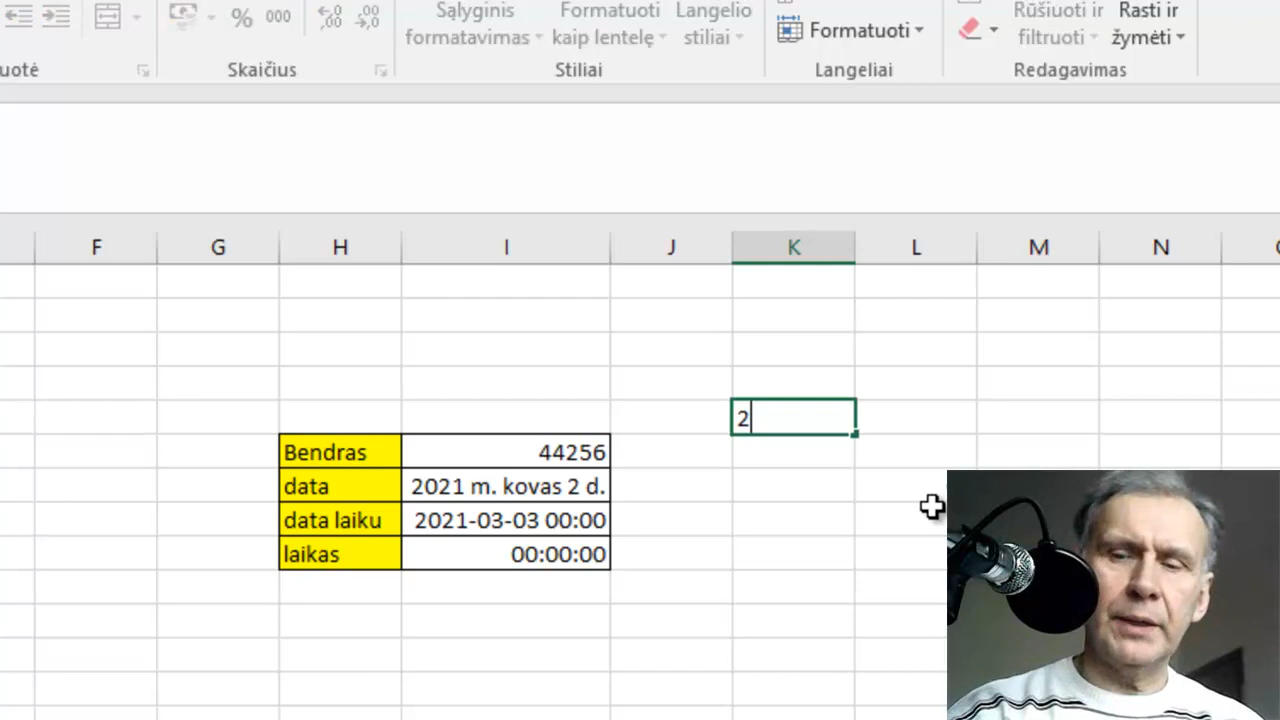 Sąlyginis formatavimas
Formatuoti kaip lentelę
Langelio stiliai
Formatuoti
Rūšiuoti ir filtruoti
Rasti ir žymėti
% 000 ,00 ,00
uotė
Skaičius
Stiliai
Langeliai
Redagavimas
F G H I J K L M N
2
Bendras 44256
data 2021 m. kovas 2 d.
data laiku 2021-03-03 00:00
laikas 00:00:00